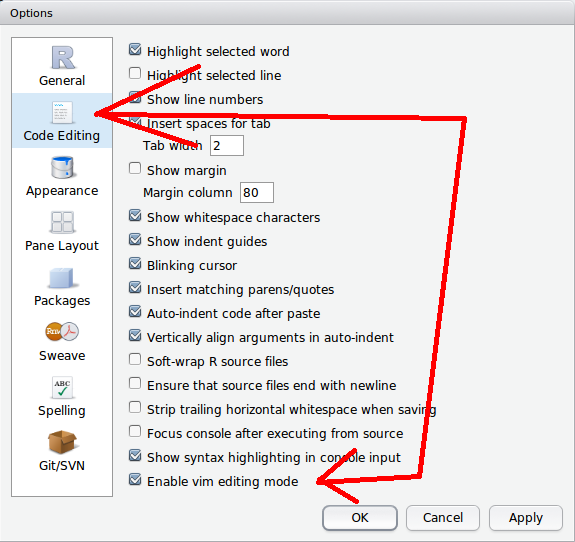 Options
General
Code Editing
Appearance
Pane Layout
Packages
Rnw
Sweave
ABC
Spelling
Git/SVN
Highlight selected word
Highlight selected line
Show line numbers
Insert spaces for tab
Tab width 2
Show margin
Margin column 80
Show whitespace characters
Show indent guides
Blinking cursor
Insert matching parens/quotes
Auto-indent code after paste
Vertically align arguments in auto-indent
Soft-wrap R source files
Ensure that source files end with newline
Strip trailing horizontal whitespace when saving
Focus console after executing from source
Show syntax highlighting in console input
Enable vim editing mode
OK
Cancel
Apply